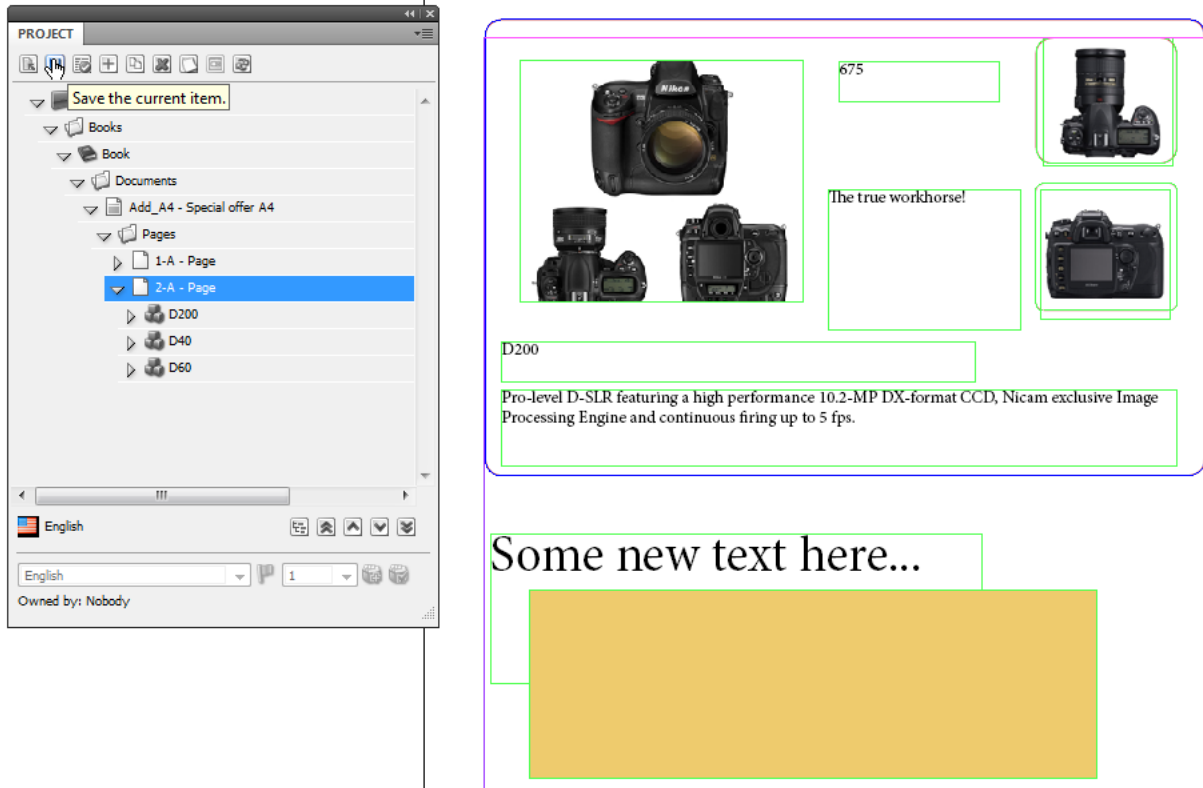 PROJECT
Save the current item.
Books
Book
Documents
Add_A4 - Special offer A4
Pages
1-A - Page
2-A - Page
D200
D40
D60
English
English
1
Owned by: Nobody
Nikon
675
The true workhorse!
D200
Pro-level D-SLR featuring a high performance 10.2-MP DX-format CCD, Nicam exclusive Image
Processing Engine and continuous firing up to 5 fps.
Some new text here...